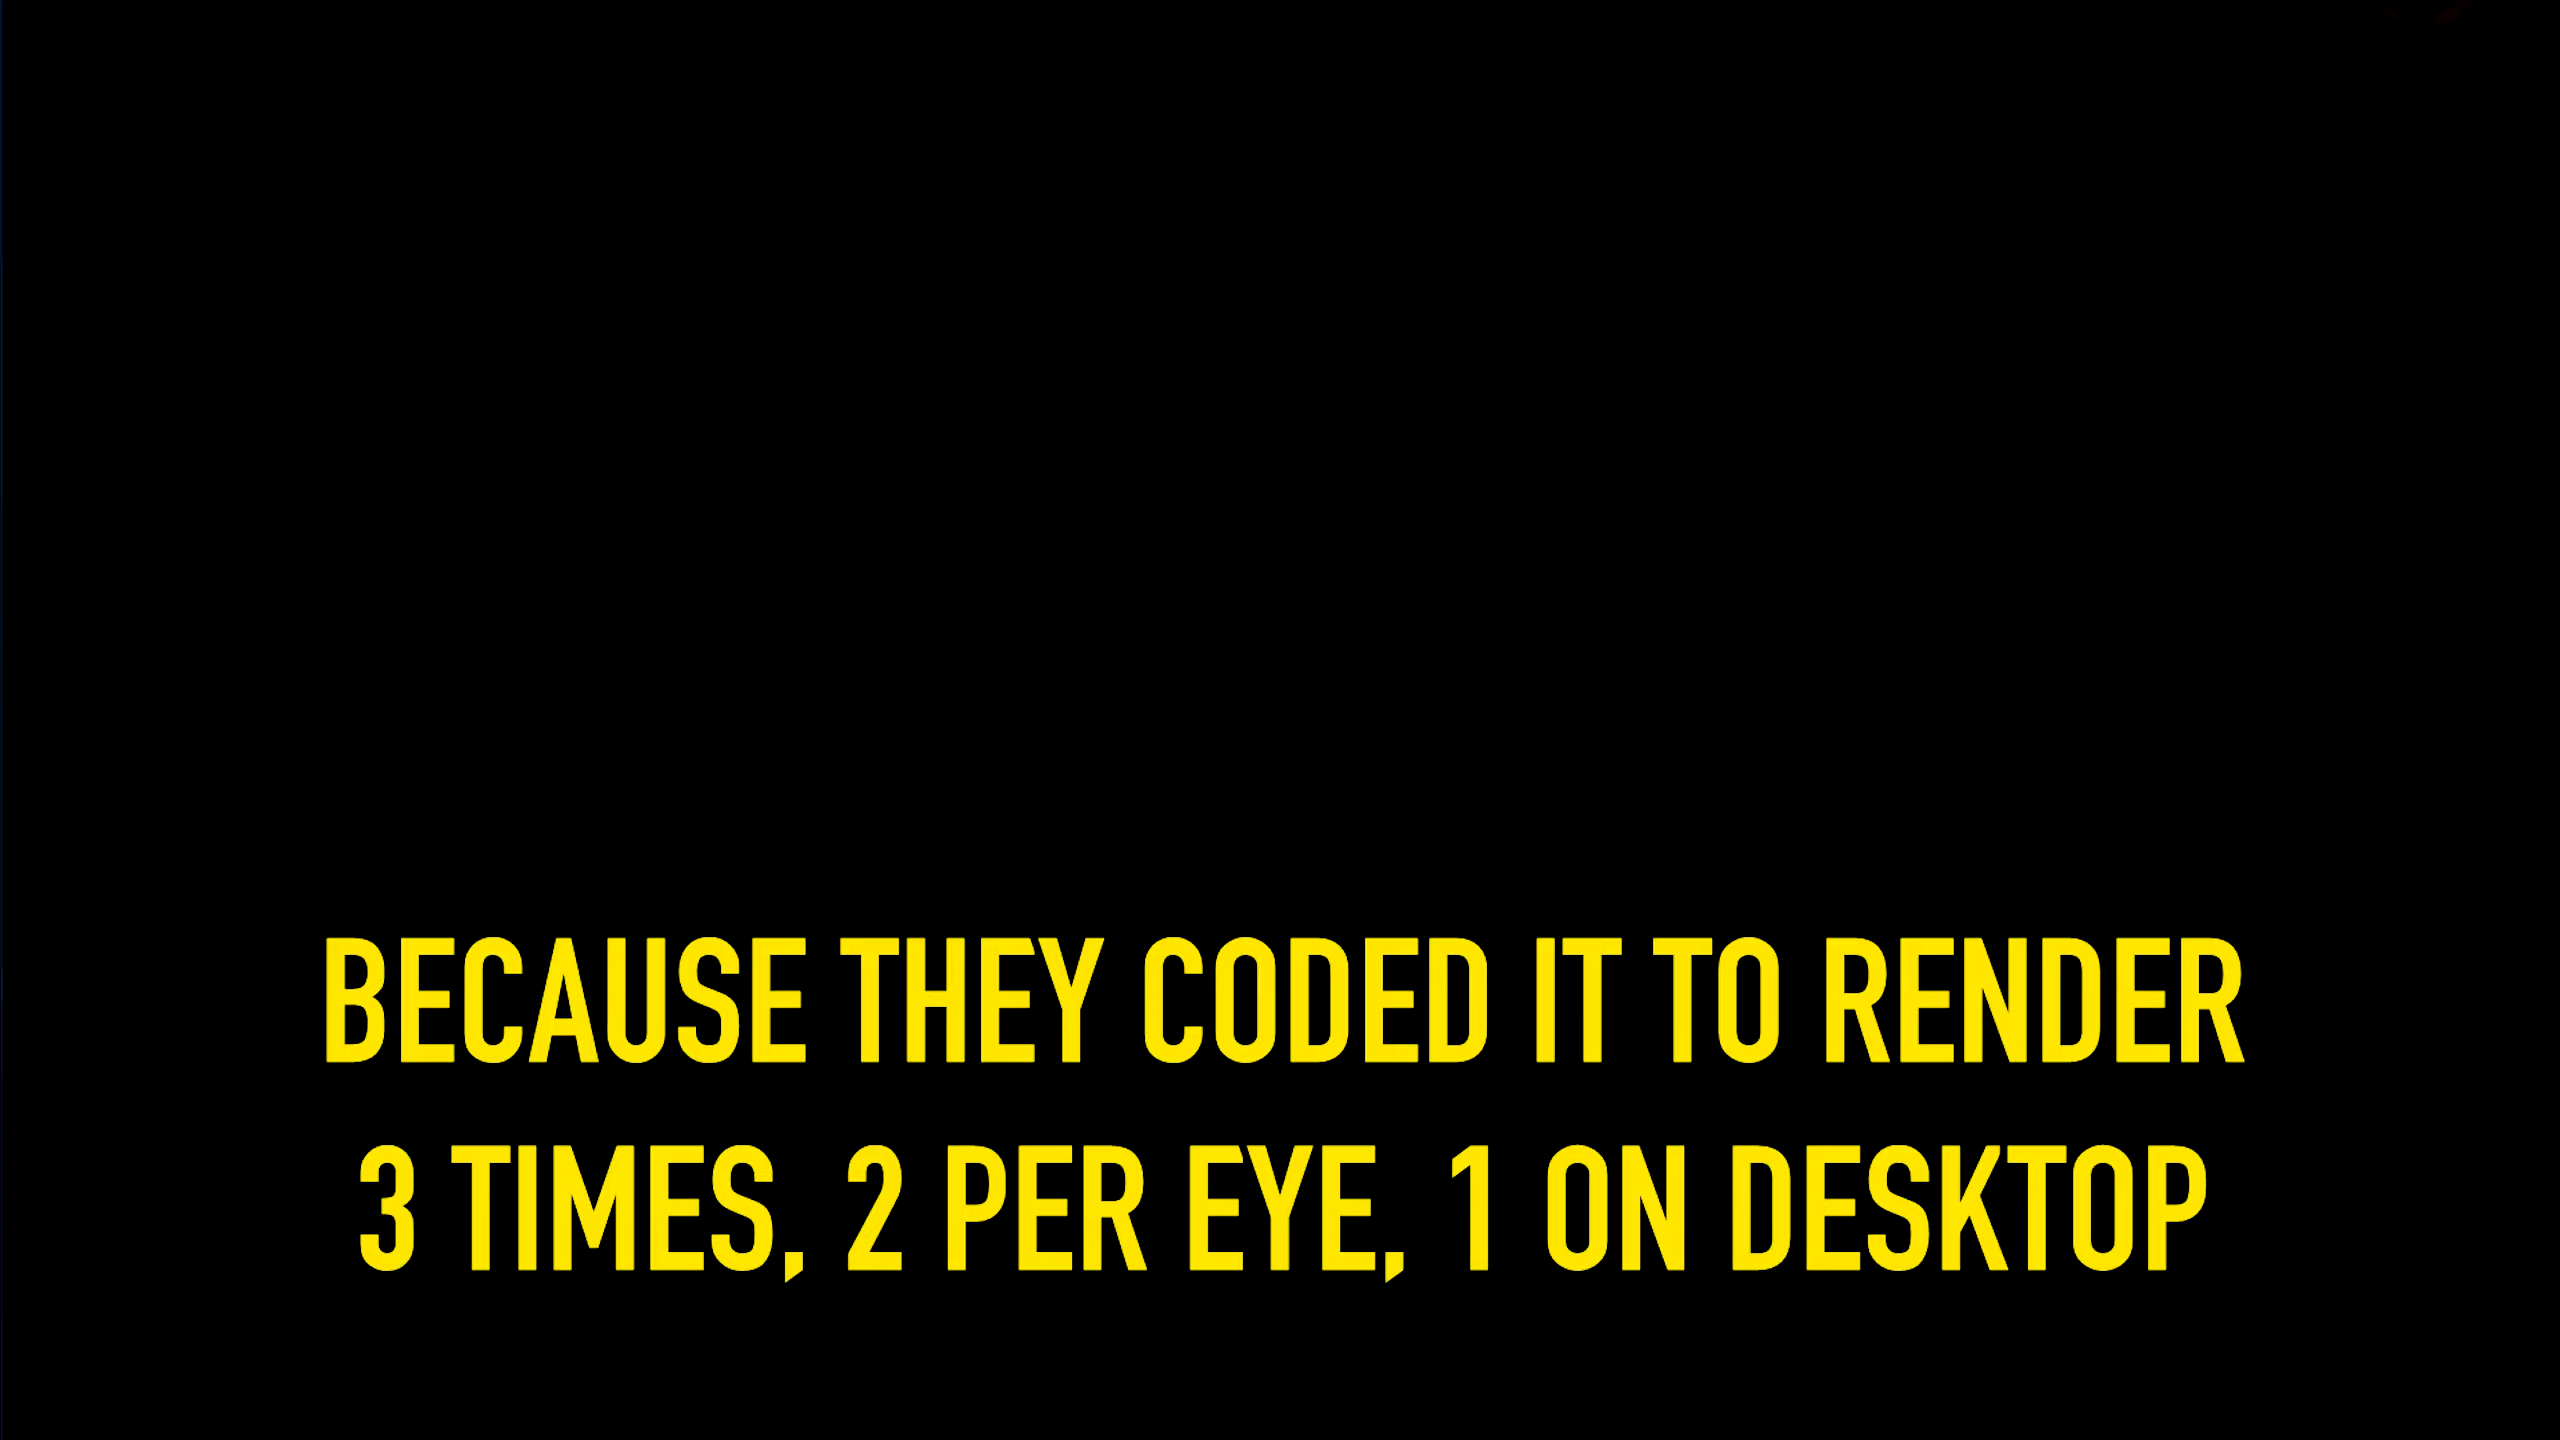 BECAUSE THEY CODED IT TO RENDER
3 TIMES, 2 PER EYE, 1 ON DESKTOP